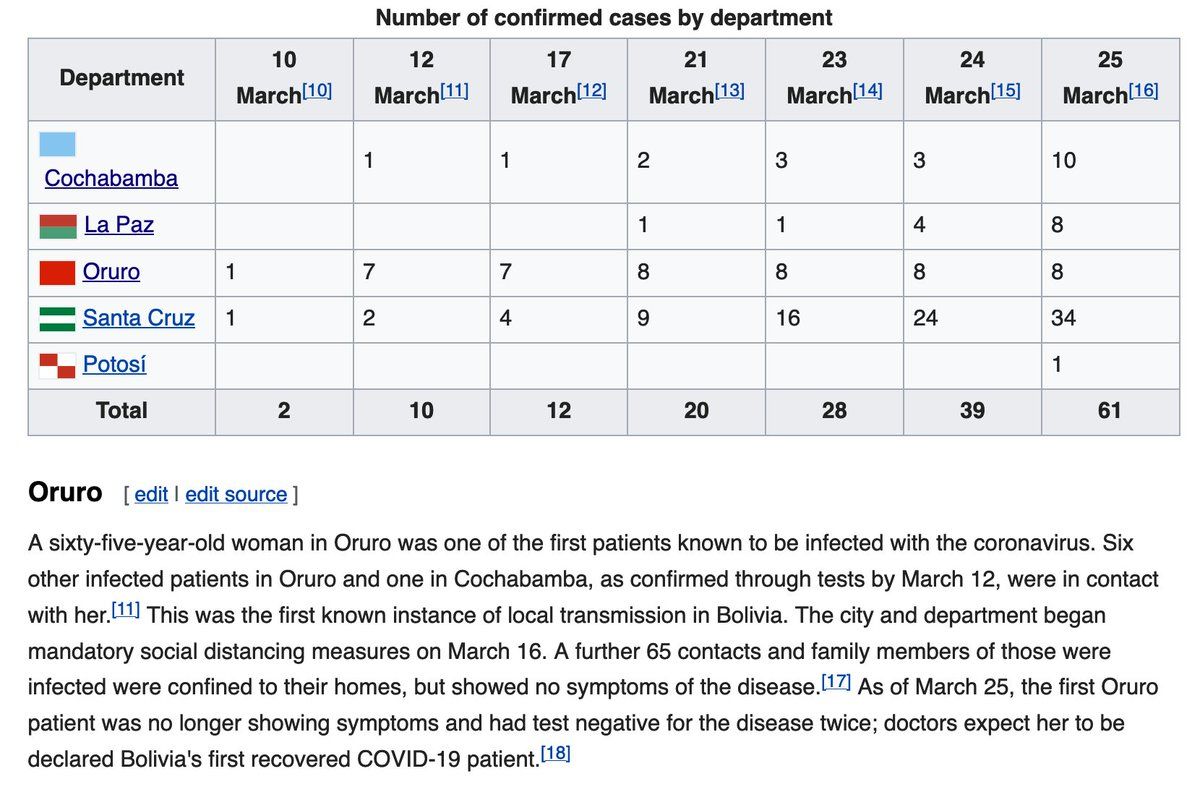 Number of confirmed cases by department
Department 10 March[10] 12 March[11] 17 March[12] 21 March[13] 23 March[14] 24 March[15] 25 March[16]
Cochabamba 1 1 2 3 3 10
La Paz 1 1 4 8
Oruro 1 7 7 8 8 8 8
Santa Cruz 1 2 4 9 16 24 34
Potosí 1
Total 2 10 12 20 28 39 61
Oruro [ edit | edit source ]
A sixty-five-year-old woman in Oruro was one of the first patients known to be infected with the coronavirus. Six
other infected patients in Oruro and one in Cochabamba, as confirmed through tests by March 12, were in contact
with her.[11] This was the first known instance of local transmission in Bolivia. The city and department began
mandatory social distancing measures on March 16. A further 65 contacts and family members of those were
infected were confined to their homes, but showed no symptoms of the disease.[17] As of March 25, the first Oruro
patient was no longer showing symptoms and had test negative for the disease twice; doctors expect her to be
declared Bolivia's first recovered COVID-19 patient.[18]